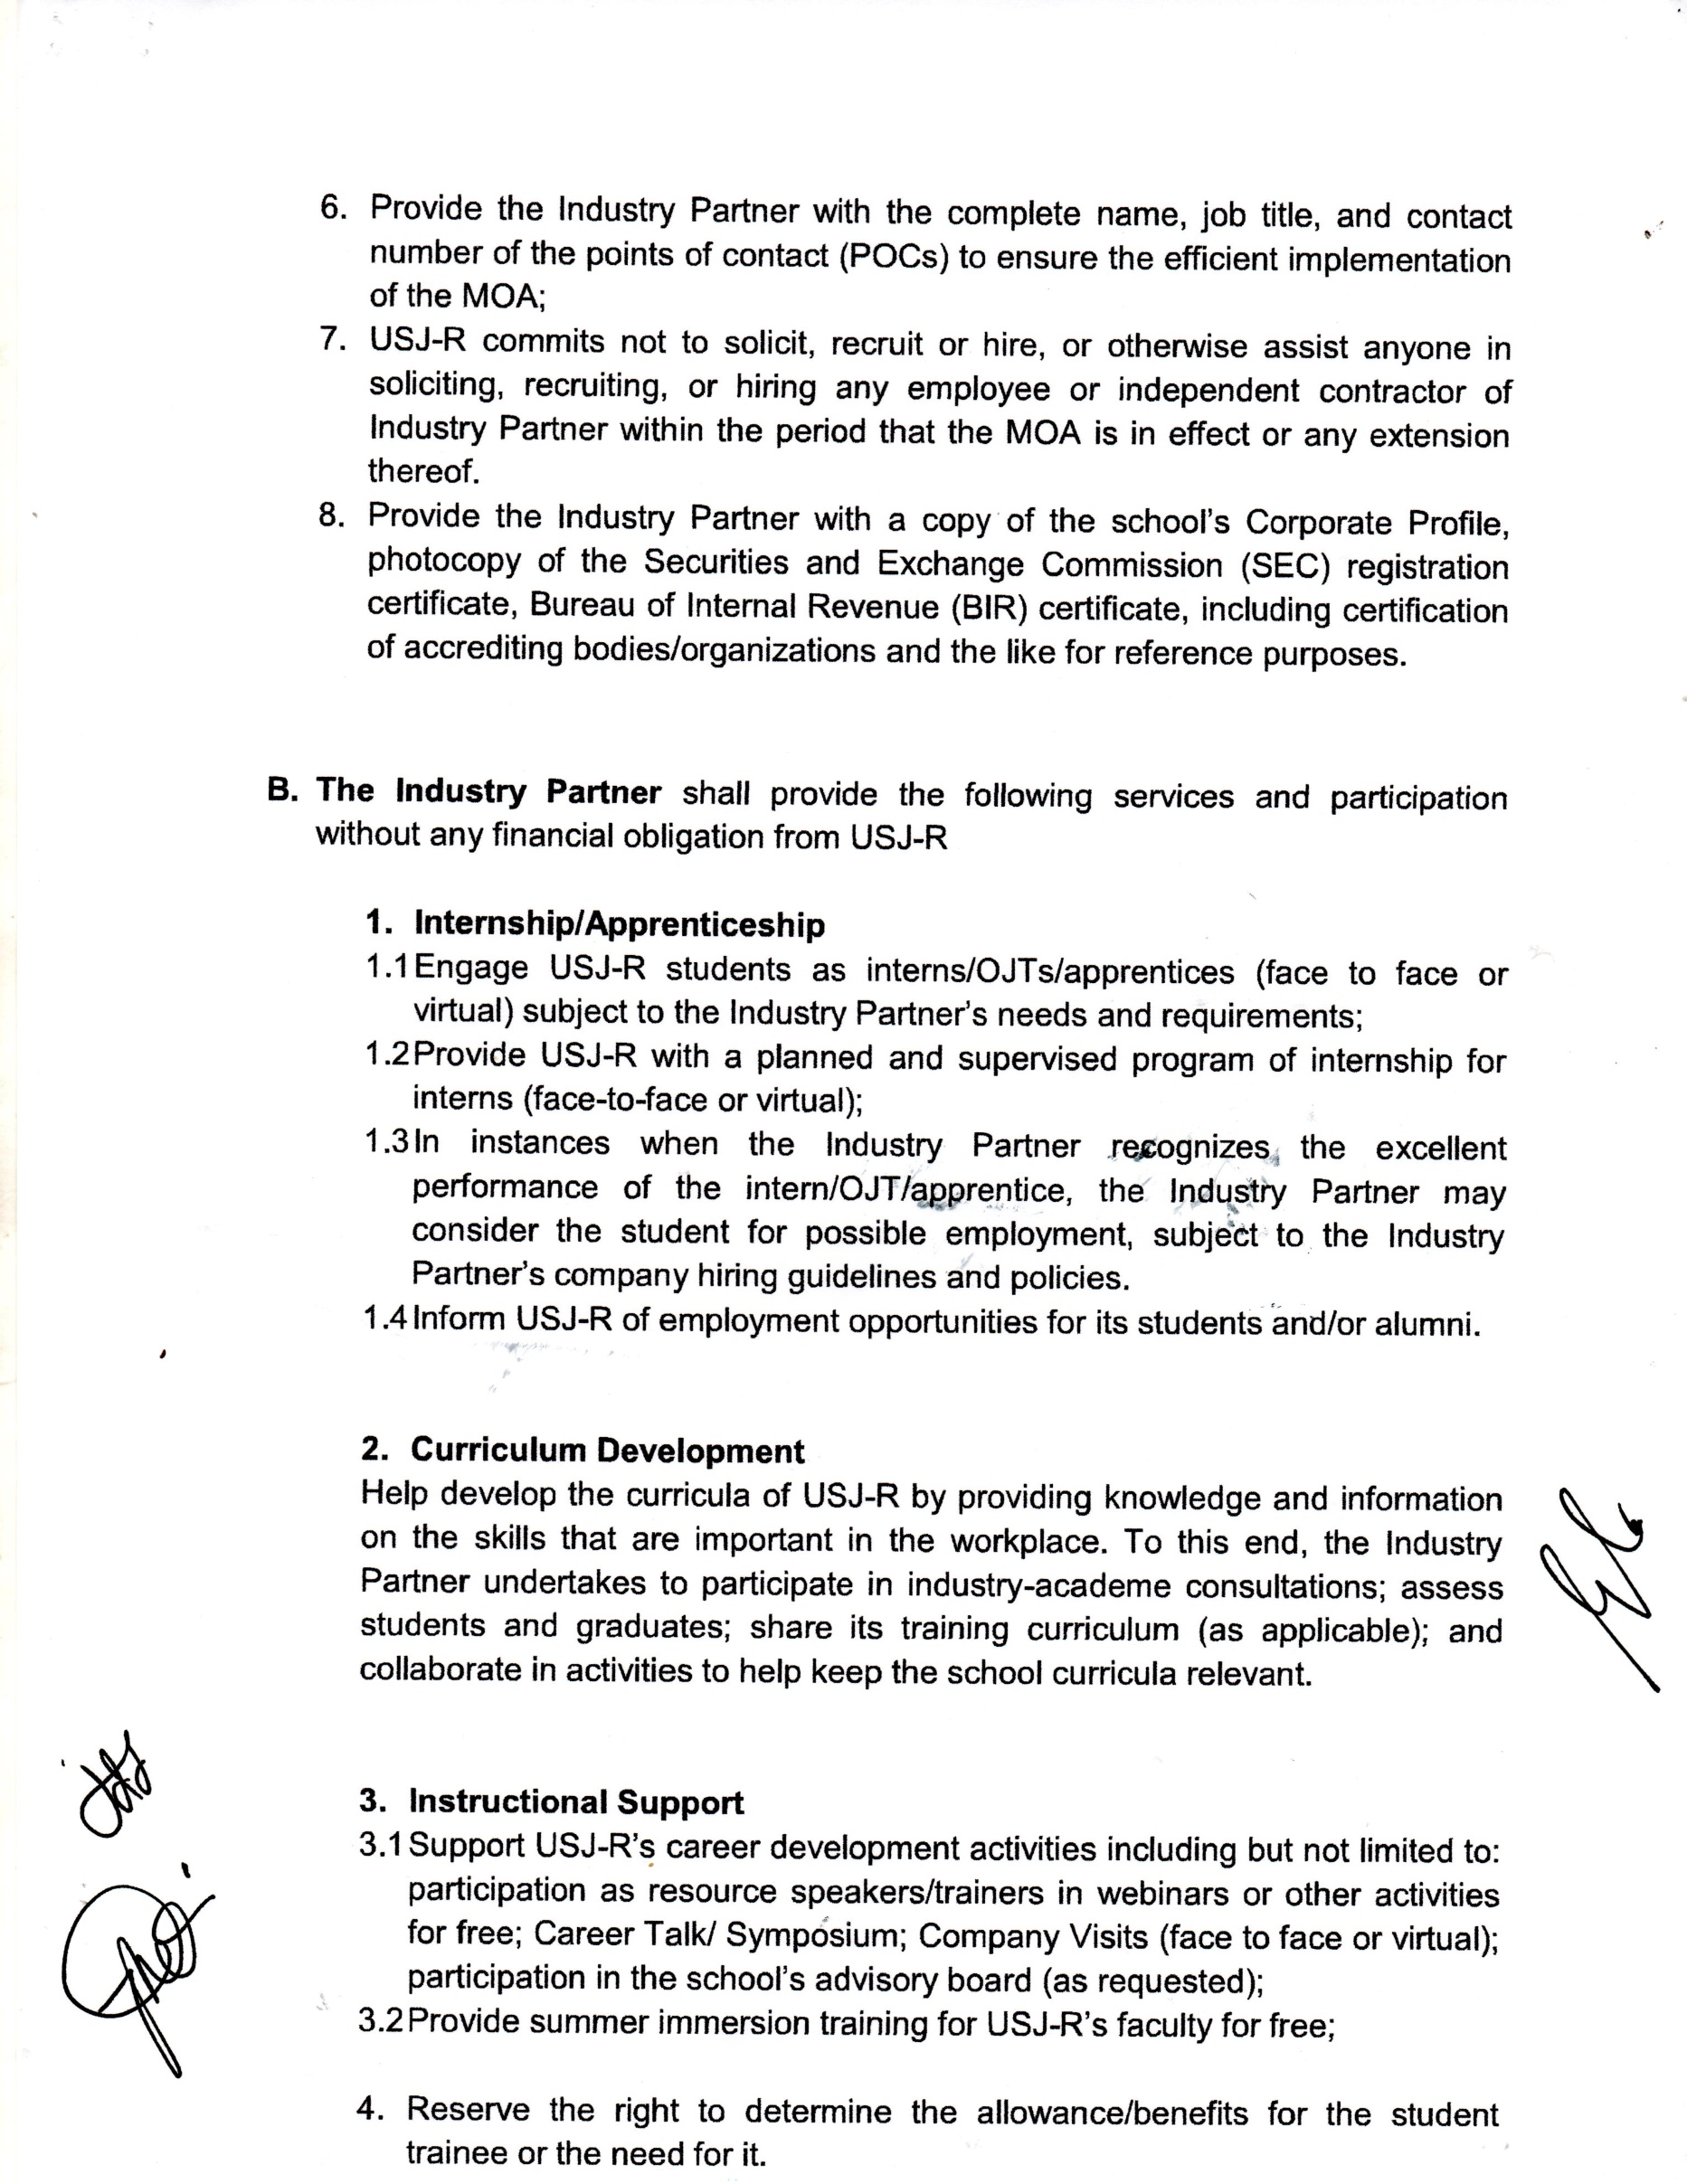 6. Provide the Industry Partner with the complete name, job title, and contact
number of the points of contact (POCs) to ensure the efficient implementation
of the MOA;
7. USJ-R commits not to solicit, recruit or hire, or otherwise assist anyone in
soliciting, recruiting, or hiring any employee or independent contractor of
Industry Partner within the period that the MOA is in effect or any extension
thereof.
8. Provide the Industry Partner with a copy of the school's Corporate Profile,
photocopy of the Securities and Exchange Commission (SEC) registration
certificate, Bureau of Internal Revenue (BIR) certificate, including certification
of accrediting bodies/organizations and the like for reference purposes.
B. The Industry Partner shall provide the following services and participation
without any financial obligation from USJ-R
1. Internship/Apprenticeship
1.1 Engage USJ-R students as interns/OJTs/apprentices (face to face or
virtual) subject to the Industry Partner's needs and requirements;
1.2 Provide USJ-R with a planned and supervised program of internship for
interns (face-to-face or virtual);
1.3 In instances when the Industry Partner recognizes the excellent
performance of the intern/OJT/apprentice, the Industry Partner may
consider the student for possible employment, subject to the Industry
Partner's company hiring guidelines and policies.
1.4 Inform USJ-R of employment opportunities for its students and/or alumni.
2. Curriculum Development
Help develop the curricula of USJ-R by providing knowledge and information
on the skills that are important in the workplace. To this end, the Industry
Partner undertakes to participate in industry-academe consultations; assess
students and graduates; share its training curriculum (as applicable); and
collaborate in activities to help keep the school curricula relevant.
3. Instructional Support
3.1 Support USJ-R's career development activities including but not limited to:
participation as resource speakers/trainers in webinars or other activities
for free; Career Talk/ Symposium; Company Visits (face to face or virtual);
participation in the school's advisory board (as requested);
3.2 Provide summer immersion training for USJ-R's faculty for free;
4. Reserve the right to determine the allowance/benefits for the student
trainee or the need for it.